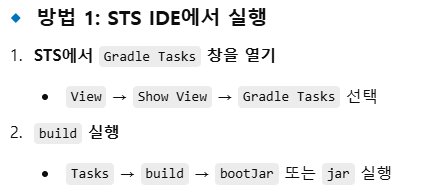 방법 1: STS IDE에서 실행
1. STS에서 Gradle Tasks 창을 열기
• View → Show View → Gradle Tasks 선택
2. build 실행
• Tasks → build → bootJar 또는 jar 실행